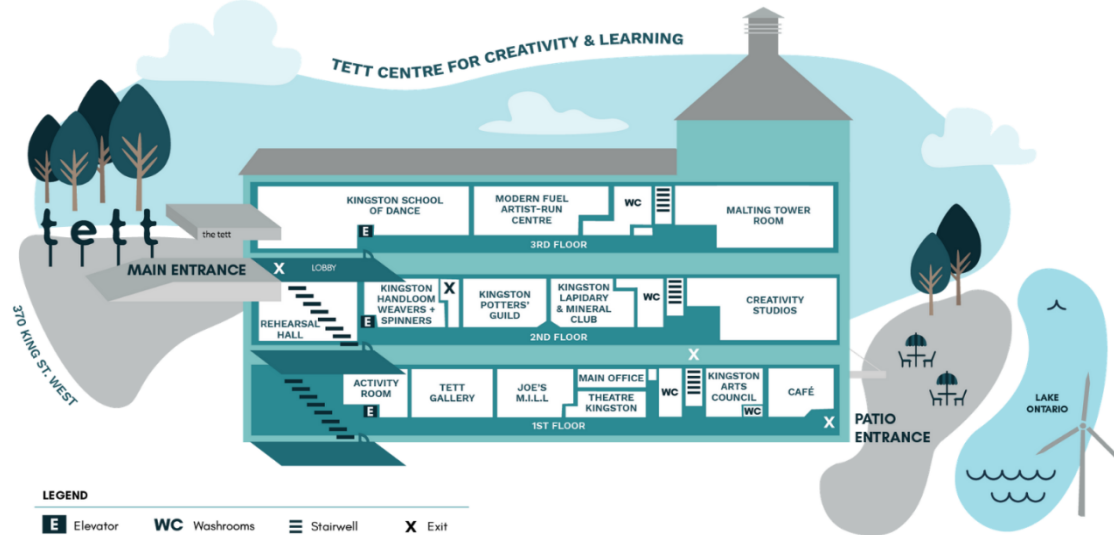 TETT CENTRE FOR CREATIVITY & LEARNING
tett
the tett
MAIN ENTRANCE
370 KING ST. WEST
KINGSTON SCHOOL
OF DANCE
E
MODERN FUEL
ARTIST-RUN
CENTRE
WC
MALTING TOWER
ROOM
3RD FLOOR
X
LOBBY
REHEARSAL
HALL
KINGSTON
HANDLOOM
WEAVERS +
SPINNERS
E
X
KINGSTON
POTTERS'
GUILD
KINGSTON
LAPIDARY
& MINERAL
CLUB
WC
CREATIVITY
STUDIOS
2ND FLOOR
X
ACTIVITY
ROOM
E
TETT
GALLERY
JOE'S
M.I.L.L
MAIN OFFICE
THEATRE
KINGSTON
WC
KINGSTON
ARTS
COUNCIL
WC
CAFÉ
X
1ST FLOOR
PATIO
ENTRANCE
LAKE
ONTARIO
LEGEND
E Elevator
WC Washrooms
Stairwell
X Exit